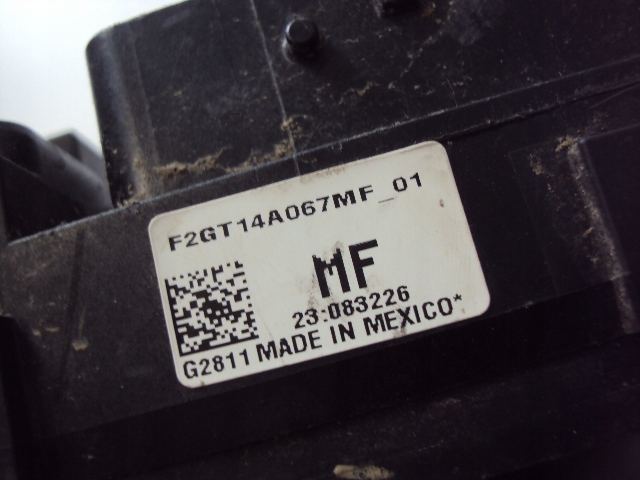 F2GT14A067MF_01
MF
23:083226
G2811 MADE IN MEXICO*